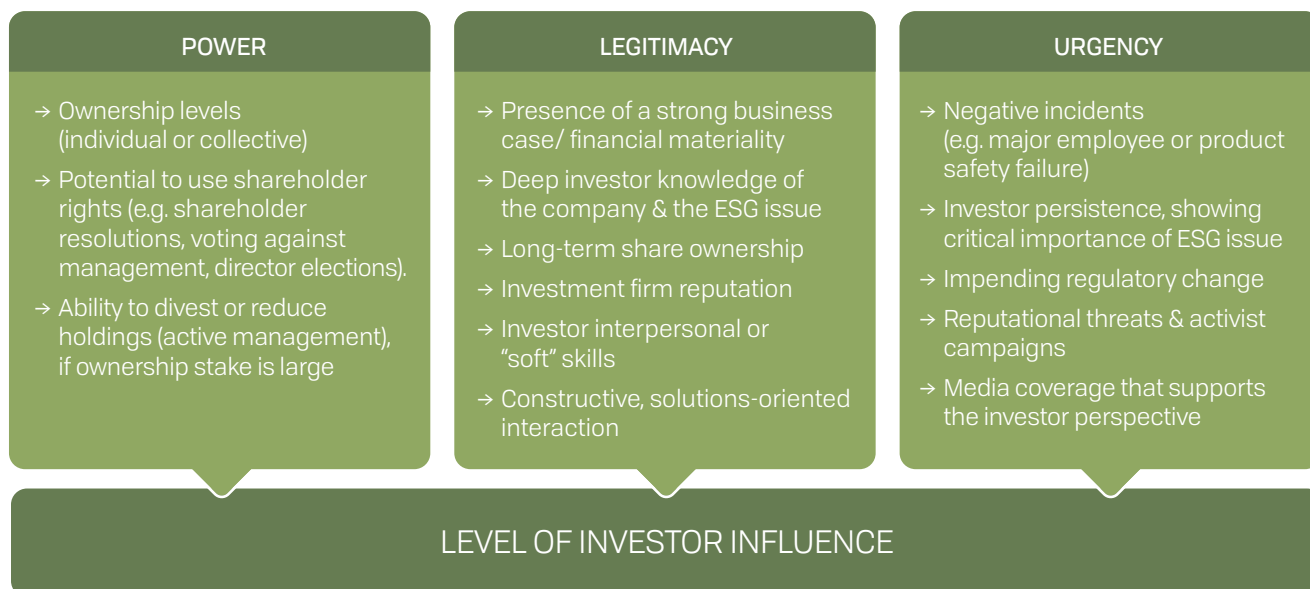 POWER
→ Ownership levels
(individual or collective)
→ Potential to use shareholder
rights (e.g. shareholder
resolutions, voting against
management, director elections).
→ Ability to divest or reduce
holdings (active management),
if ownership stake is large
LEGITIMACY
→ Presence of a strong business
case/ financial materiality
→ Deep investor knowledge of
the company & the ESG issue
→ Long-term share ownership
→ Investment firm reputation
→ Investor interpersonal or
“soft” skills
→ Constructive, solutions-oriented
interaction
URGENCY
→ Negative incidents
(e.g. major employee or product
safety failure)
→ Investor persistence, showing
critical importance of ESG issue
→ Impending regulatory change
→ Reputational threats & activist
campaigns
→ Media coverage that supports
the investor perspective
LEVEL OF INVESTOR INFLUENCE